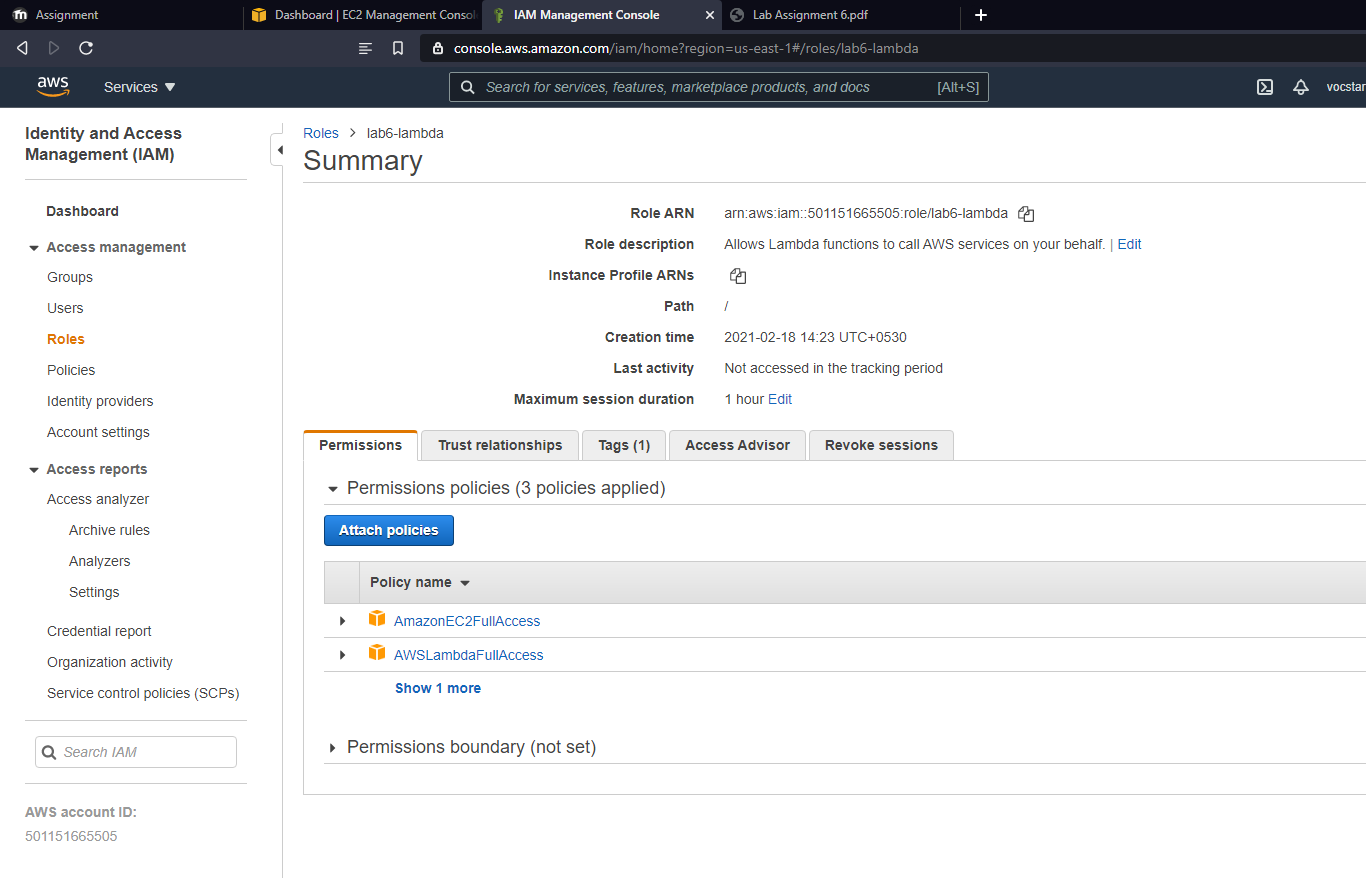 Assignment
Dashboard | EC2 Management Consol
IAM Management Console
Lab Assignment 6.pdf
console.aws.amazon.com/iam/home?region=us-east-1#/roles/lab6-lambda
aws
Services
Search for services, features, marketplace products, and docs [Alt+S]
vocstar
Identity and Access
Management (IAM)
Dashboard
Access management
Groups
Users
Roles
Policies
Identity providers
Account settings
Access reports
Access analyzer
Archive rules
Analyzers
Settings
Credential report
Organization activity
Service control policies (SCPs)
Search IAM
AWS account ID:
501151665505
Roles > lab6-lambda
Summary
Role ARN arn:aws:iam::501151665505:role/lab6-lambda
Role description Allows Lambda functions to call AWS services on your behalf. | Edit
Instance Profile ARNs
Path /
Creation time 2021-02-18 14:23 UTC+0530
Last activity Not accessed in the tracking period
Maximum session duration 1 hour Edit
Permissions Trust relationships Tags (1) Access Advisor Revoke sessions
Permissions policies (3 policies applied)
Attach policies
Policy name
AmazonEC2FullAccess
AWSLambdaFullAccess
Show 1 more
Permissions boundary (not set)